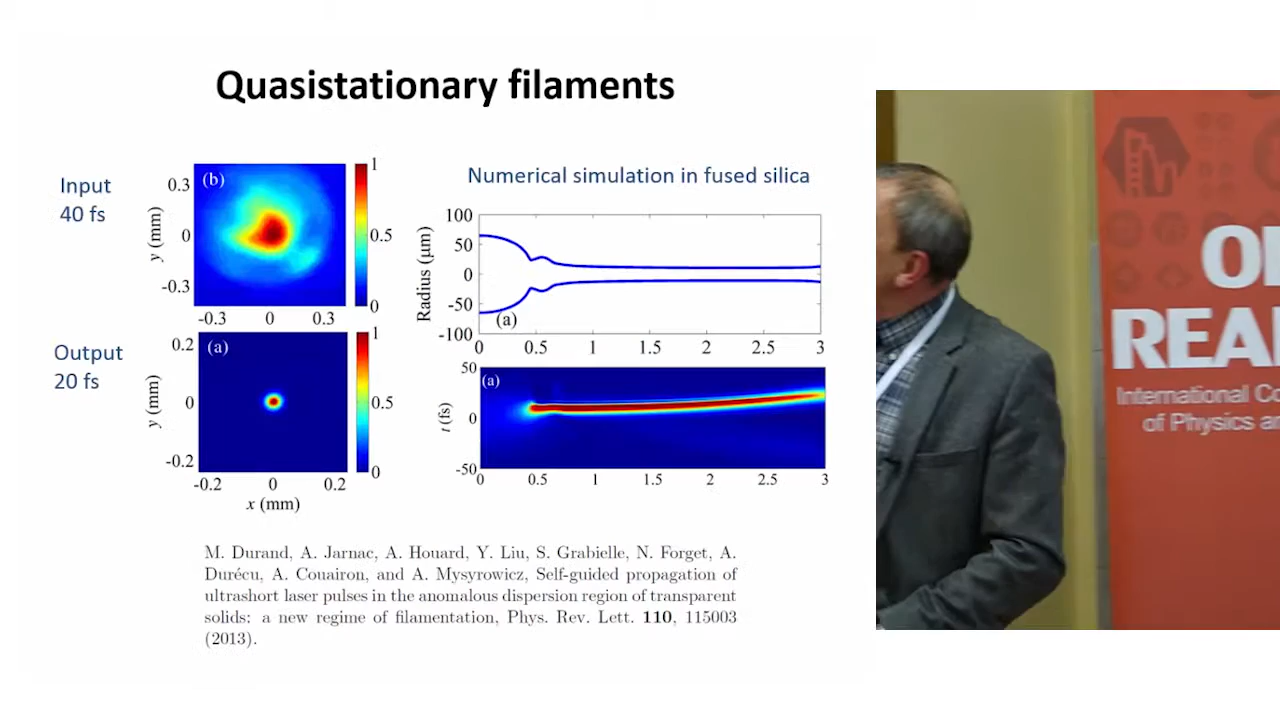 Quasistationary filaments
Input
40 fs
(b)
y (mm)
0.3
0
-0.3
-0.3 0 0.3
1
0.5
0
Output
20 fs
(a)
y (mm)
0.2
0
-0.2
-0.2 0 0.2
x (mm)
1
0.5
0
Numerical simulation in fused silica
Radius (μm)
100
50
0
-50
-100
(a)
0 0.5 1 1.5 2 2.5 3
t (fs)
50
0
-50
(a)
0 0.5 1 1.5 2 2.5 3
M. Durand, A. Jarnac, A. Houard, Y. Liu, S. Grabielle, N. Forget, A.
Durécu, A. Couairon, and A. Mysyrowicz, Self-guided propagation of
ultrashort laser pulses in the anomalous dispersion region of transparent
solids: a new regime of filamentation, Phys. Rev. Lett. 110, 115003
(2013).
REA
International Co
of Physics an